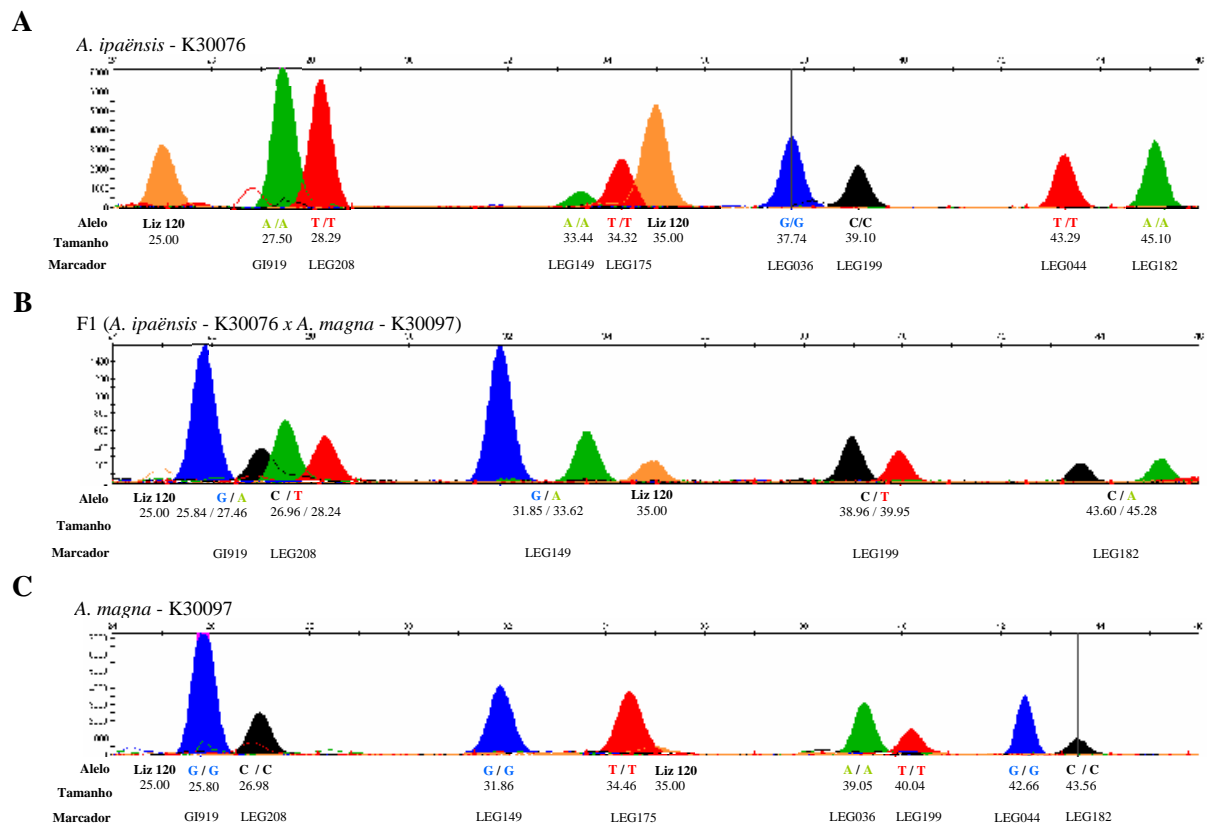 A
A. ipaënsis - K30076
Alelo Liz 120 A /A T /T A /A T /T Liz 120 G/G C/C T /T A /A
Tamanho 25.00 27.50 28.29 33.44 34.32 35.00 37.74 39.10 43.29 45.10
Marcador GI919 LEG208 LEG149 LEG175 LEG036 LEG199 LEG044 LEG182
B
F1 (A. ipaënsis - K30076 x A. magna - K30097)
Alelo Liz 120 G / A C / T G / A Liz 120 C / T C / A
25.00 25.84 / 27.46 26.96 / 28.24 31.85 / 33.62 35.00 38.96 / 39.95 43.60 / 45.28
Tamanho
Marcador GI919 LEG208 LEG149 LEG199 LEG182
C
A. magna - K30097
Alelo Liz 120 G / G C / C G / G T / T Liz 120 A / A T / T G / G C / C
Tamanho 25.00 25.80 26.98 31.86 34.46 35.00 39.05 40.04 42.66 43.56
Marcador GI919 LEG208 LEG149 LEG175 LEG036 LEG199 LEG044 LEG182